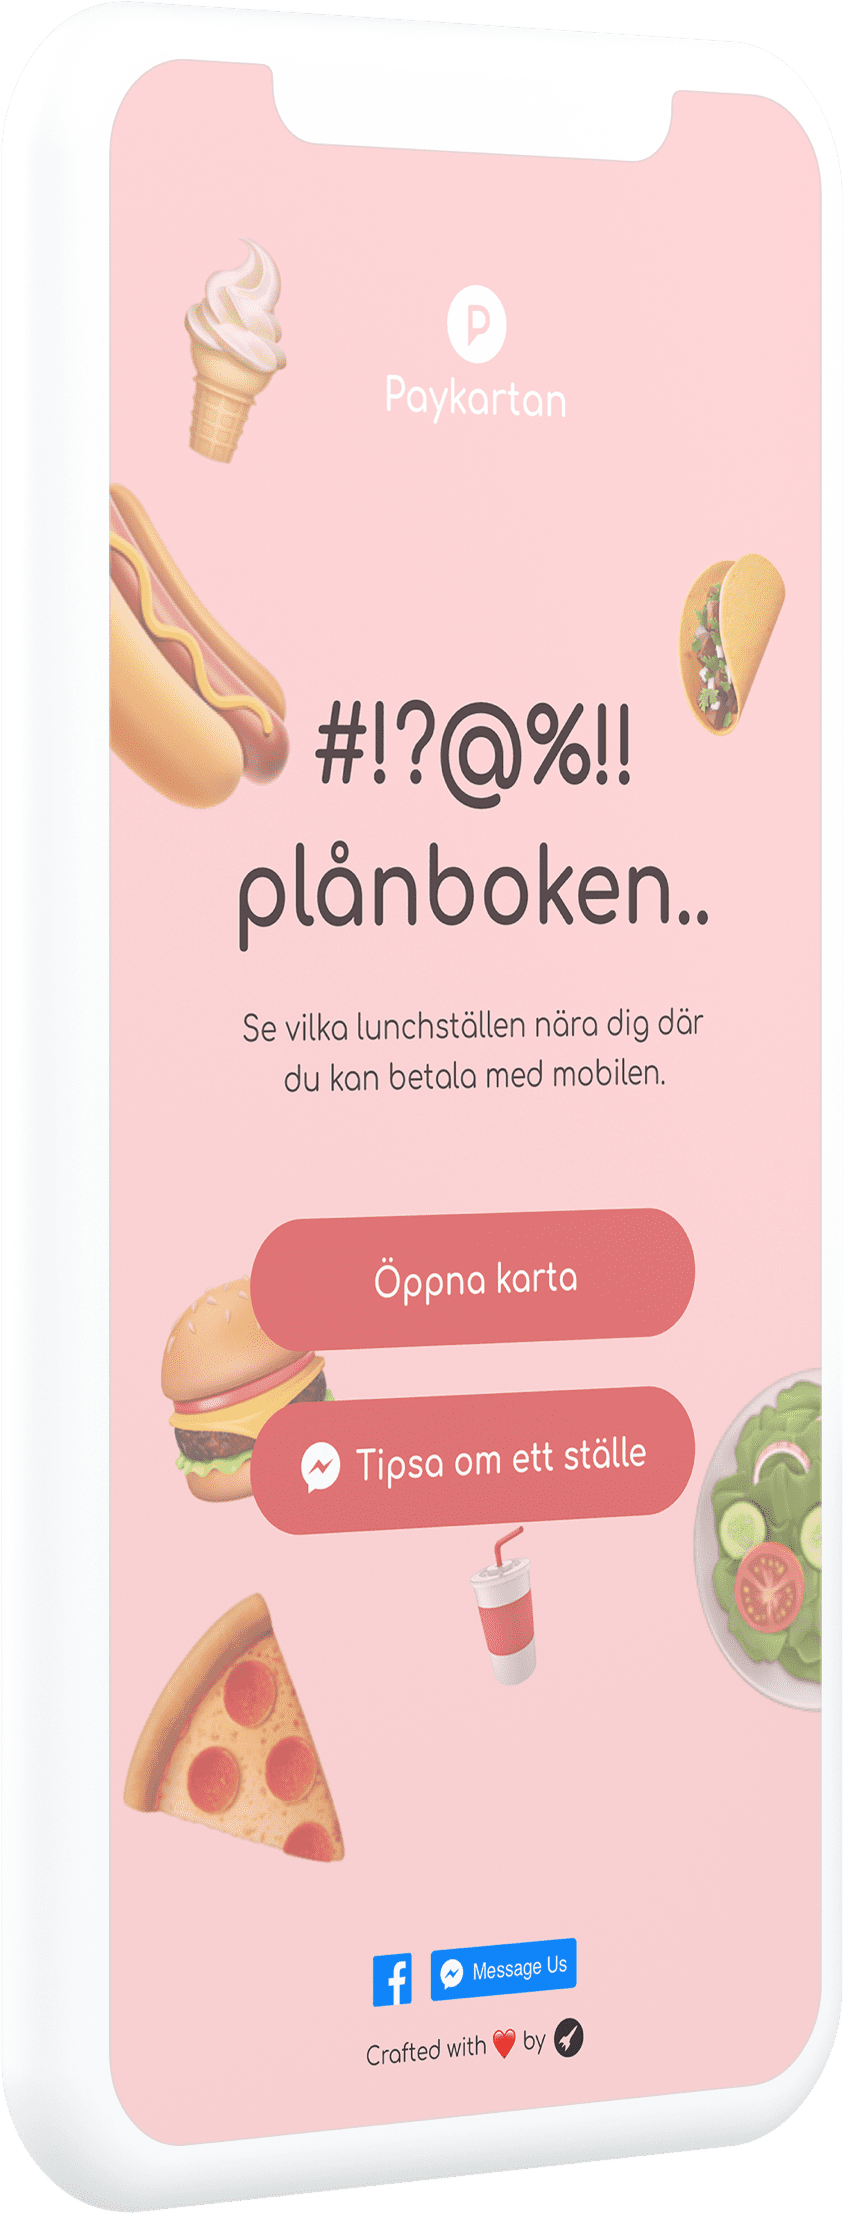 P
Paykartan
#!?@%!!
plånboken..
Se vilka lunchställen nära dig där
du kan betala med mobilen.
Öppna karta
Tipsa om ett ställe
f
Message Us
Crafted with ❤️ by